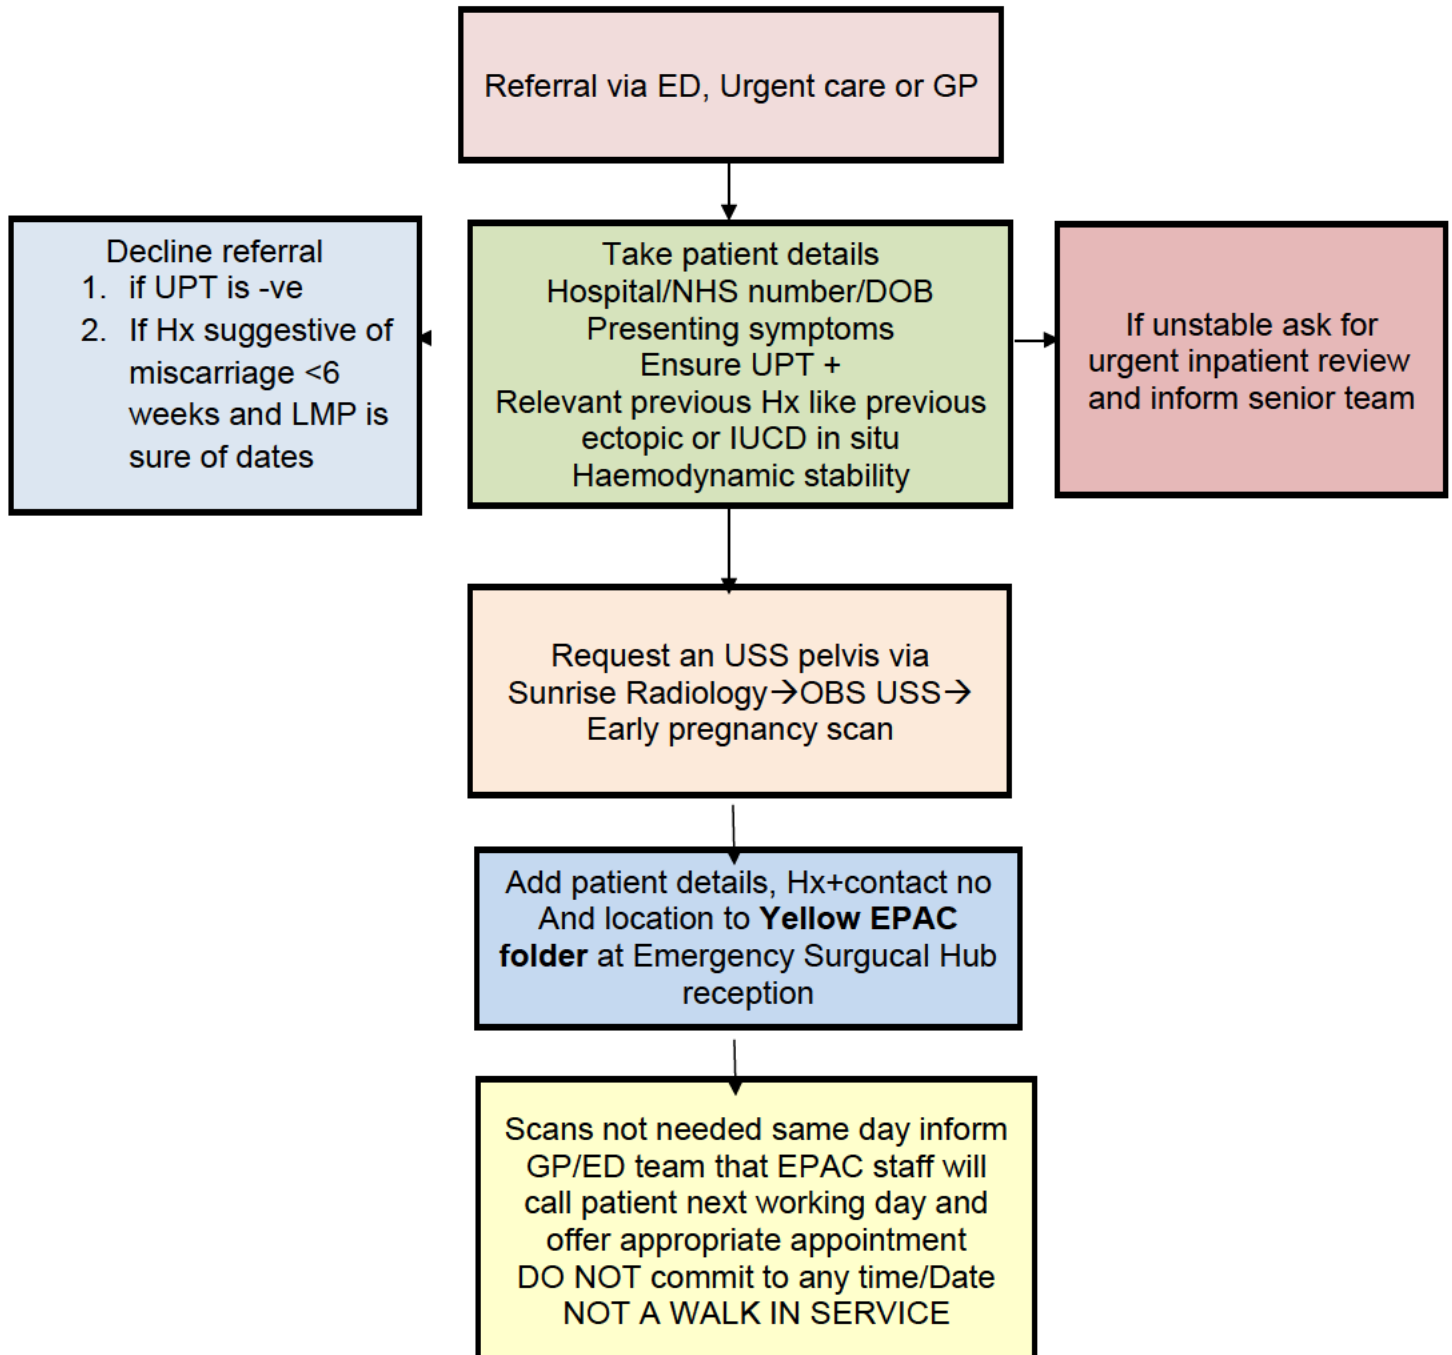 Referral via ED, Urgent care or GP
Decline referral
1. if UPT is -ve
2. If Hx suggestive of
miscarriage <6
weeks and LMP is
sure of dates
Take patient details
Hospital/NHS number/DOB
Presenting symptoms
Ensure UPT +
Relevant previous Hx like previous
ectopic or IUCD in situ
Haemodynamic stability
If unstable ask for
urgent inpatient review
and inform senior team
Request an USS pelvis via
Sunrise Radiology→OBS USS→
Early pregnancy scan
Add patient details, Hx+contact no
And location to Yellow EPAC
folder at Emergency Surgucal Hub
reception
Scans not needed same day inform
GP/ED team that EPAC staff will
call patient next working day and
offer appropriate appointment
DO NOT commit to any time/Date
NOT A WALK IN SERVICE